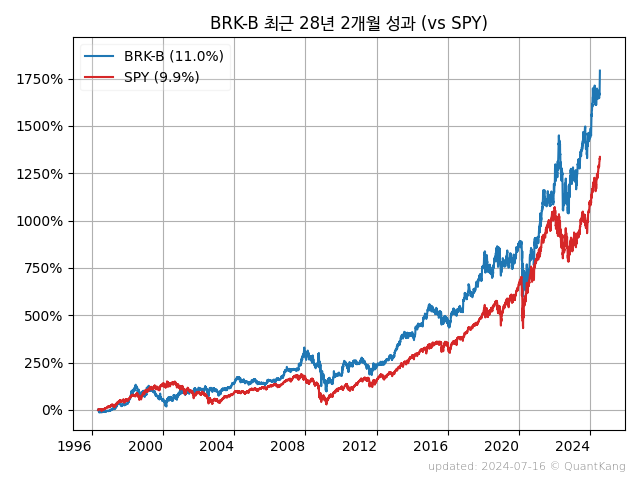 BRK-B 최근 28년 2개월 성과 (vs SPY)
BRK-B (11.0%)
SPY (9.9%)
1750%
1500%
1250%
1000%
750%
500%
250%
0%
1996 2000 2004 2008 2012 2016 2020 2024
updated: 2024-07-16 © QuantKang